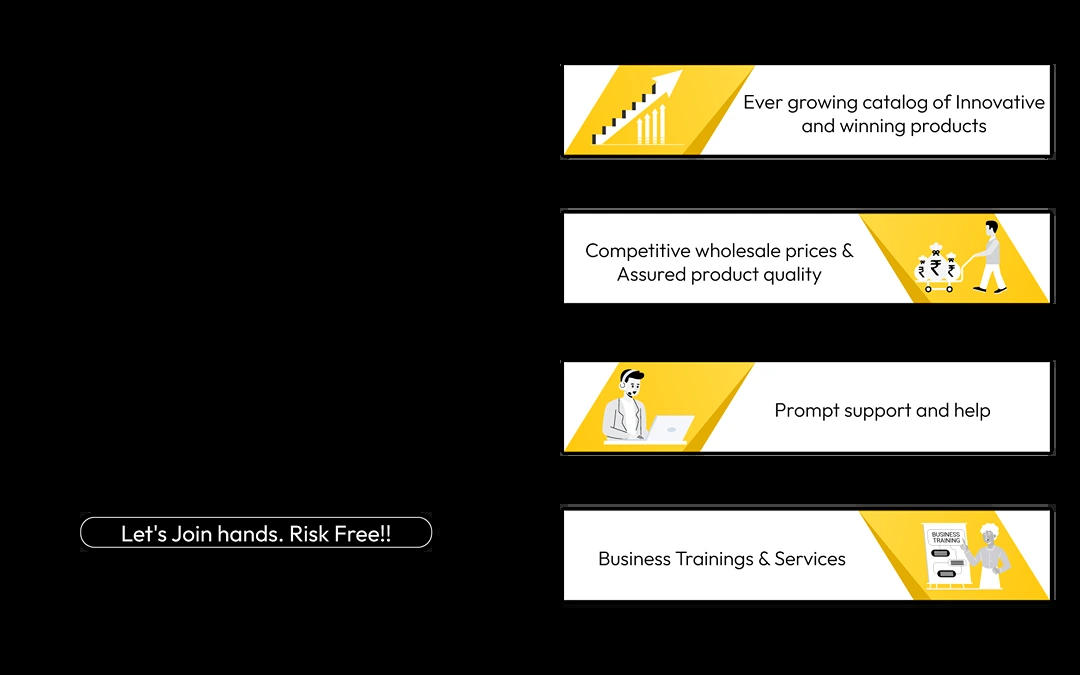 Ever growing catalog of Innovative
and winning products
Competitive wholesale prices &
Assured product quality
₹ ₹ ₹
Prompt support and help
Let's Join hands. Risk Free!!
Business Trainings & Services
BUSINESS
TRAINING